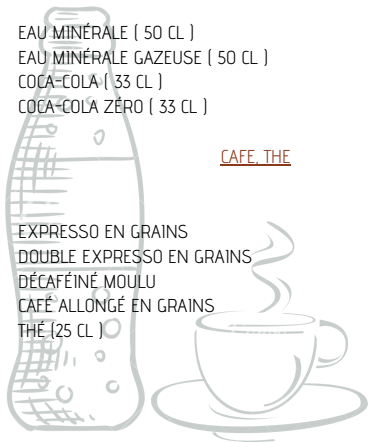 EAU MINÉRALE ( 50 CL )
EAU MINÉRALE GAZEUSE ( 50 CL )
COCA-COLA ( 33 CL )
COCA-COLA ZÉRO ( 33 CL )
CAFE, THE
EXPRESSO EN GRAINS
DOUBLE EXPRESSO EN GRAINS
DÉCAFÉINÉ MOULU
CAFÉ ALLONGÉ EN GRAINS
THÉ (25 CL )